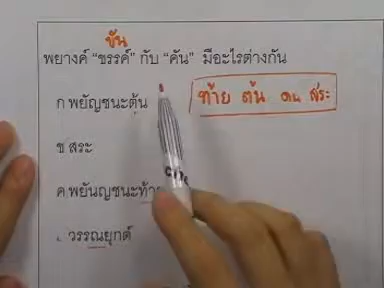 ขัน
พยางค์ “ขรรค์” กับ “คัน” มีอะไรต่างกัน
ก พยัญชนะต้น
ท้าย ต้น ตน สระ
ข สระ
ค พยันญชนะท้าย
ง. วรรณยุกต์